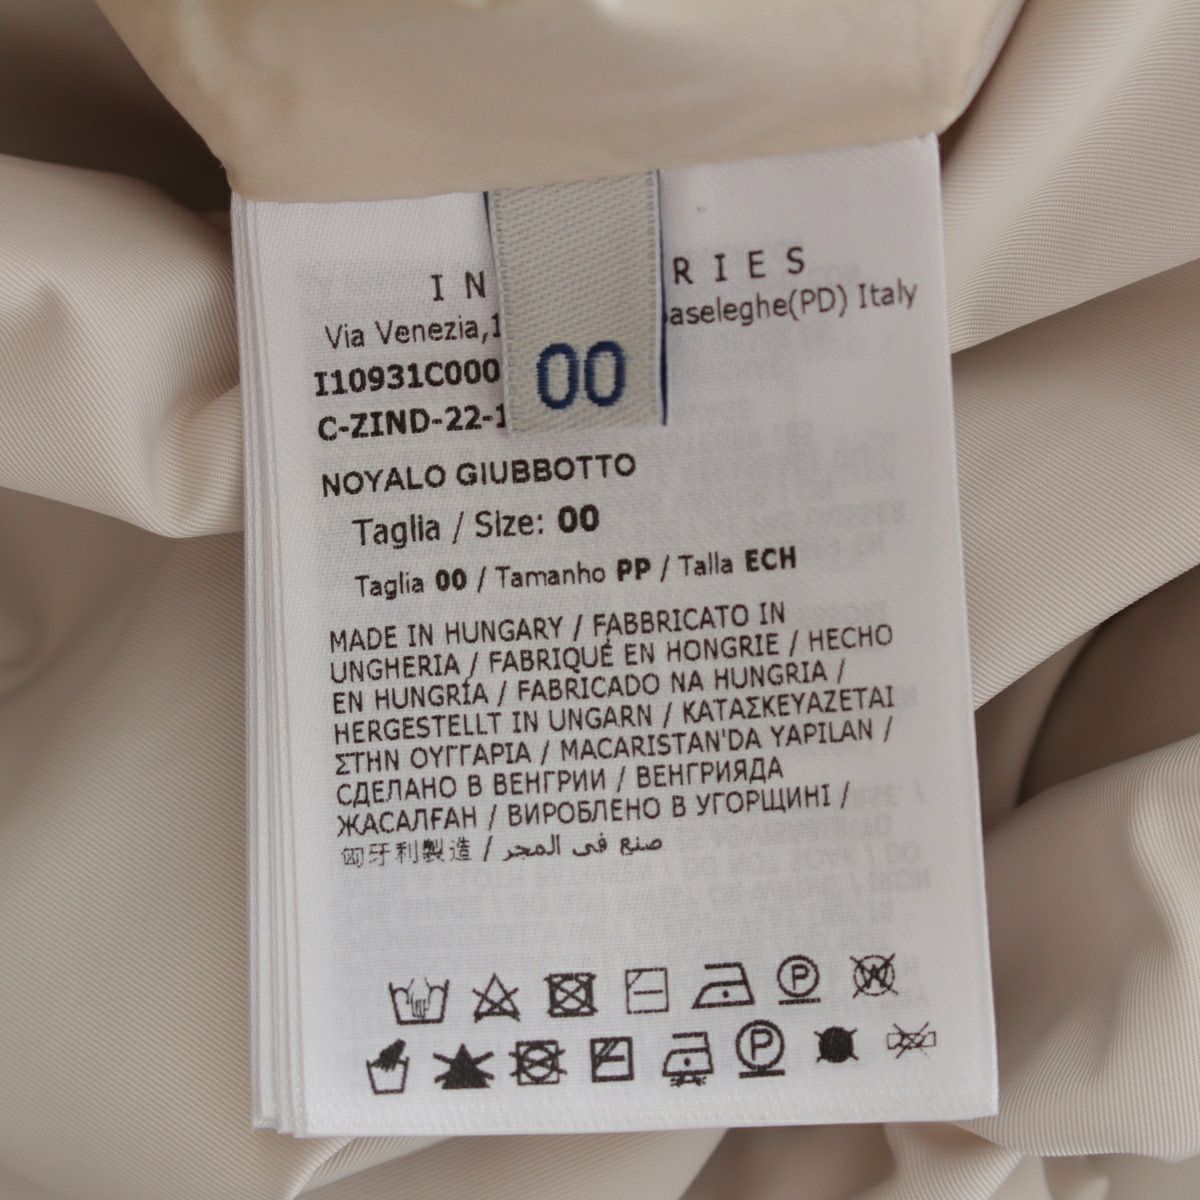 IN RIES
Via Venezia,1 aseleghe(PD) Italy
I10931C000
C-ZIND-22-1
00
NOYALO GIUBBOTTO
Taglia / Size: 00
Taglia 00 / Tamanho PP / Talla ECH
MADE IN HUNGARY / FABBRICATO IN
UNGHERIA / FABRIQUÉ EN HONGRIE / HECHO
EN HUNGRÍA / FABRICADO NA HUNGRIA /
HERGESTELLT IN UNGARN / ΚΑΤΑΣΚΕΥΑΖΕΤΑΙ
ΣΤΗΝ ΟΥΓΓΑΡΙΑ / MACARISTAN'DA YAPILAN /
СДЕЛАНО В ВЕНГРИИ / ВЕНГРИЯДА
ЖАСАЛҒАН / ВИРОБЛЕНО В УГОРЩИНІ /
匈牙利製造 / صنع في المجر
P W
P